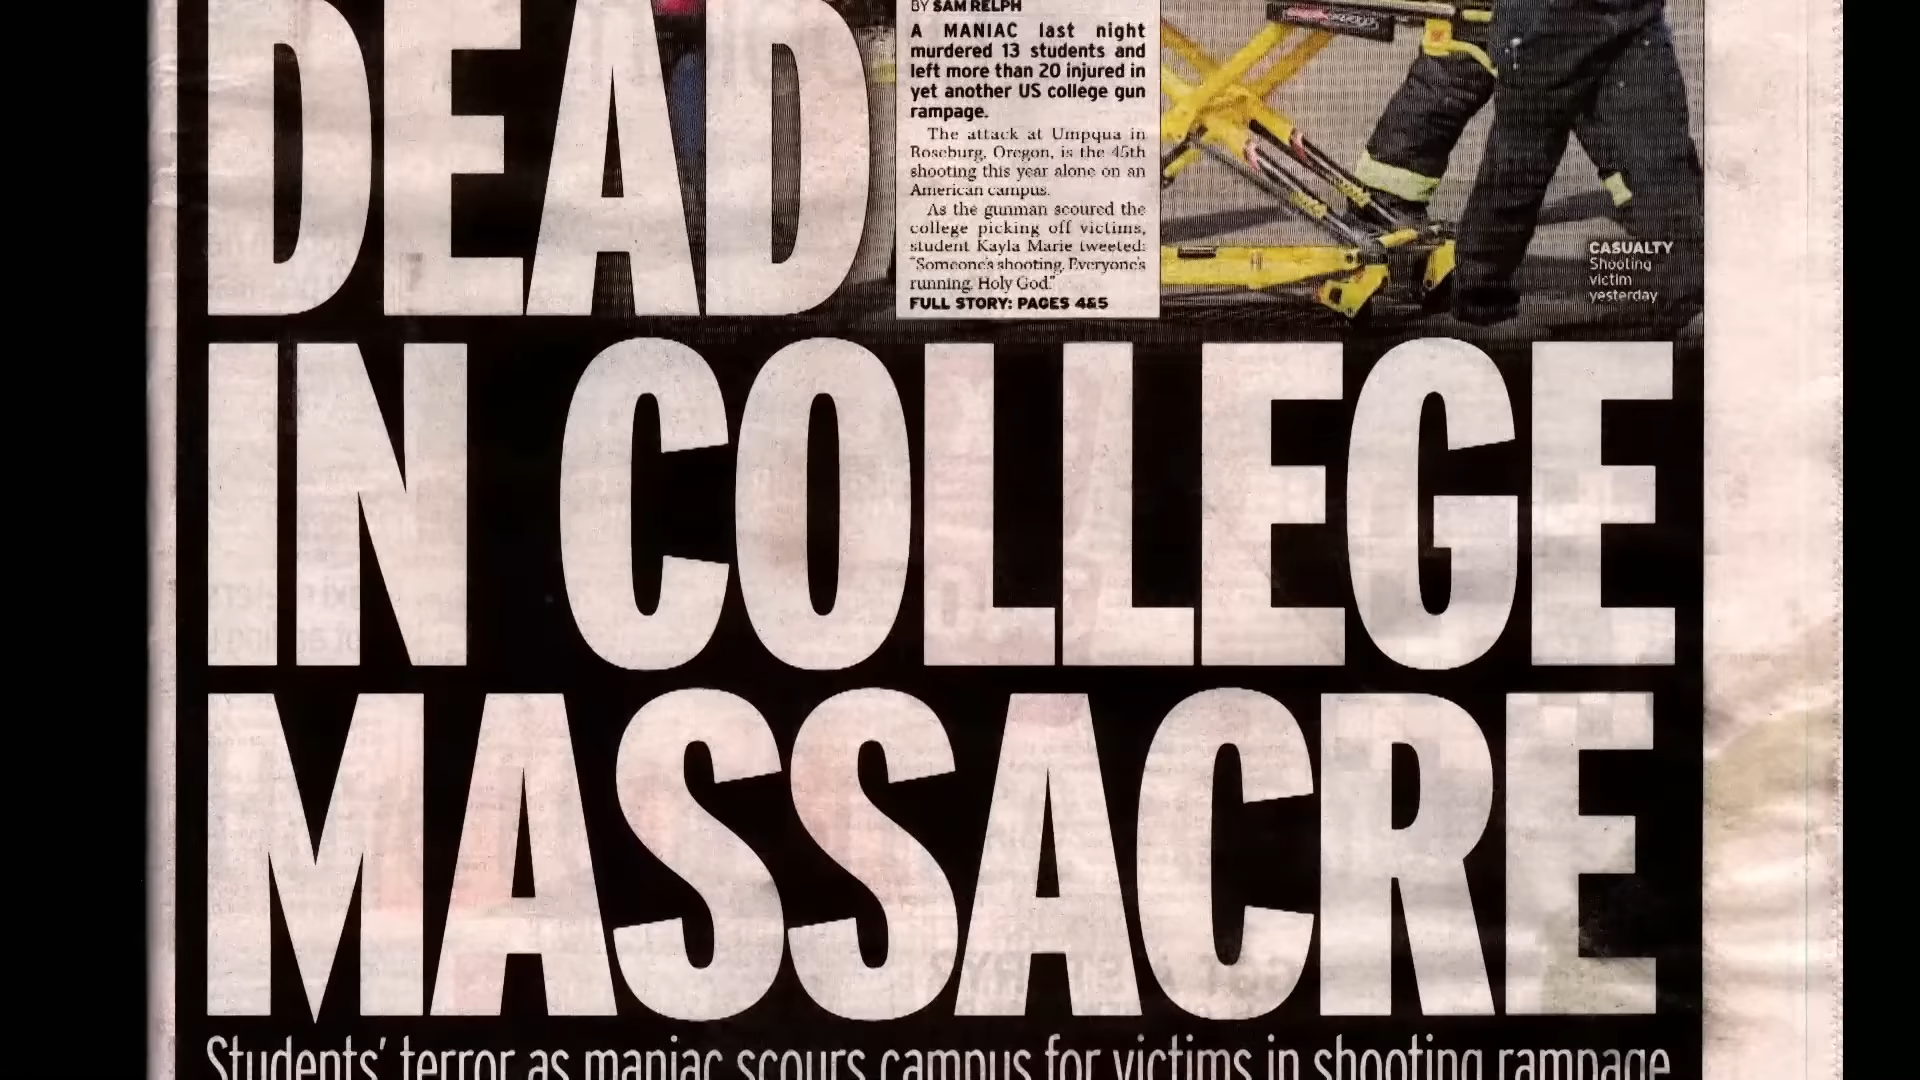 DEAD
BY SAM RELPH
A MANIAC last night
murdered 13 students and
left more than 20 injured in
yet another US college gun
rampage.
The attack at Umpqua in
Roseburg, Oregon, is the 45th
shooting this year alone on an
American campus.
As the gunman scoured the
college picking off victims,
student Kayla Marie tweeted:
"Someone's shooting. Everyone's
running. Holy God."
FULL STORY: PAGES 4&5
CASUALTY
Shooting
victim
yesterday
IN COLLEGE
MASSACRE
Students' terror as maniac scours campus for victims in shooting rampage